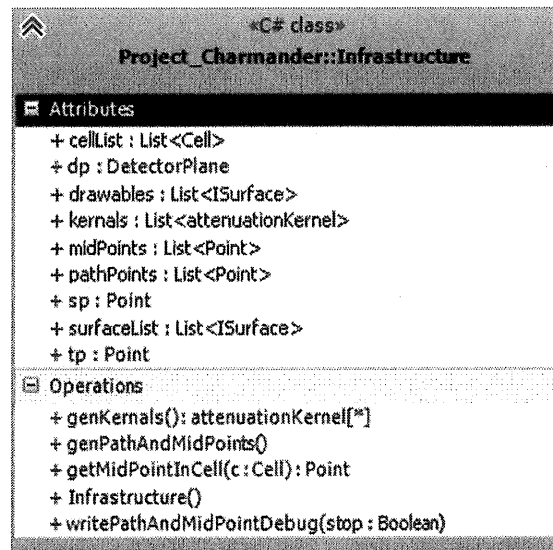 «C# class»
Project_Charmander::Infrastructure
Attributes
+ cellList : List<Cell>
+ dp : DetectorPlane
+ drawables : List<ISurface>
+ kernals : List<attenuationKernel>
+ midPoints : List<Point>
+ pathPoints : List<Point>
+ sp : Point
+ surfaceList : List<ISurface>
+ tp : Point
Operations
+ genKernals(): attenuationKernel[*]
+ genPathAndMidPoints()
+ getMidPointInCell(c : Cell) : Point
+ Infrastructure()
+ writePathAndMidPointDebug(stop : Boolean)